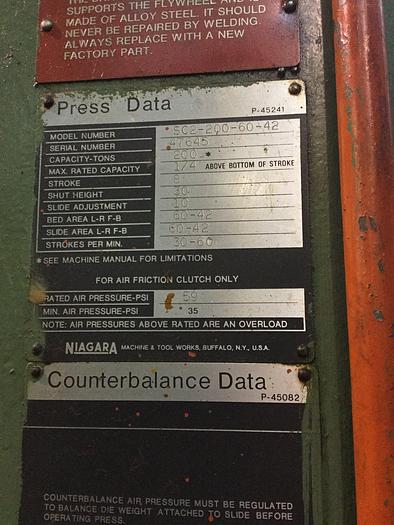 SUPPORTS THE FLYWHEEL AND
MADE OF ALLOY STEEL. IT SHOULD
NEVER BE REPAIRED BY WELDING.
ALWAYS REPLACE WITH A NEW
FACTORY PART.
Press Data P-45241
MODEL NUMBER SC2-200-60-42
SERIAL NUMBER 47645
CAPACITY-TONS 200 *
MAX. RATED CAPACITY 1/4 ABOVE BOTTOM OF STROKE
STROKE 8
SHUT HEIGHT 30
SLIDE ADJUSTMENT 10
BED AREA L-R F-B 60-42
SLIDE AREA L-R F-B 60-42
STROKES PER MIN. 30-60
*SEE MACHINE MANUAL FOR LIMITATIONS
FOR AIR FRICTION CLUTCH ONLY
RATED AIR PRESSURE-PSI 59
MIN. AIR PRESSURE-PSI 35
NOTE: AIR PRESSURES ABOVE RATED ARE AN OVERLOAD
NIAGARA MACHINE & TOOL WORKS, BUFFALO, N.Y., U.S.A.
Counterbalance Data
P-45082
COUNTERBALANCE AIR PRESSURE MUST BE REGULATED
TO BALANCE DIE WEIGHT ATTACHED TO SLIDE BEFORE
OPERATING PRESS.